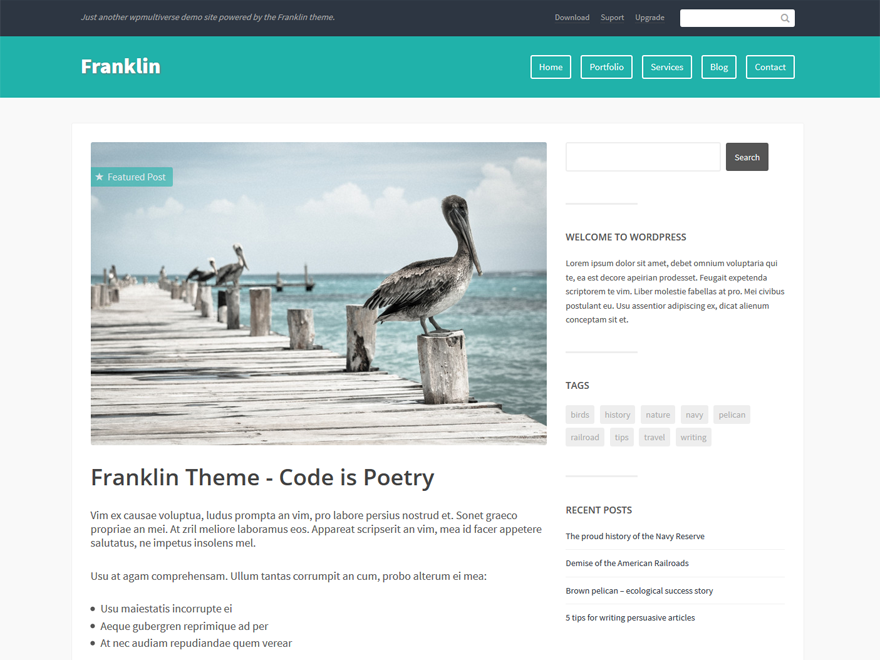 Just another wpmultiverse demo site powered by the Franklin theme.
Download Suport Upgrade
Franklin
Home Portfolio Services Blog Contact
★ Featured Post
Franklin Theme - Code is Poetry
Vim ex causae voluptua, ludus prompta an vim, pro labore persius nostrud et. Sonet graeco
propriae an mei. At zril meliore laboramus eos. Appareat scripserit an vim, mea id facer appetere
salutatus, ne impetus insolens mel.
Usu at agam comprehensam. Ullum tantas corrumpit an cum, probo alterum ei mea:
• Usu maiestatis incorrupte ei
• Aeque gubergren reprimique ad per
• At nec audiam repudiandae quem verear
Search
WELCOME TO WORDPRESS
Lorem ipsum dolor sit amet, debet omnium voluptaria qui
te, ea est decore apeirian prodesset. Feugait expetenda
scriptorem te vim. Liber molestie fabellas at pro. Mei civibus
postulant eu. Usu assentior adipiscing ex, dicat alienum
conceptam sit et.
TAGS
birds history nature navy pelican
railroad tips travel writing
RECENT POSTS
The proud history of the Navy Reserve
Demise of the American Railroads
Brown pelican – ecological success story
5 tips for writing persuasive articles